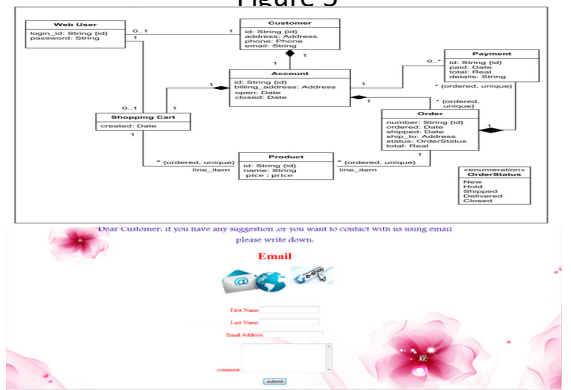 Figure 3
Web User
login_id: String {id}
password: String
Customer
id: String {id}
address: Address
phone: Phone
email: String
0..1
1
1
1
1
Account
id: String {id}
billing_address: Address
open: Date
closed: Date
Payment
id: String {id}
paid: Date
total: Real
details: String
0..*
1
* {ordered, unique}
1
* {ordered,
unique}
0..1
1
1
Shopping Cart
created: Date
1
Order
number: String {id}
ordered: Date
shipped: Date
ship_to: Address
status: OrderStatus
total: Real
1
* {ordered, unique}
line_item
Product
id: String {id}
name: String
pice : price
* {ordered, unique}
line_item
«enumeration»
OrderStatus
New
Hold
Shipped
Delivered
Closed
Dear Customer: if you have any suggestion .or you want to contact with us using email
please write down.
Email
First Name
Last Name
Email Address
comment
submit